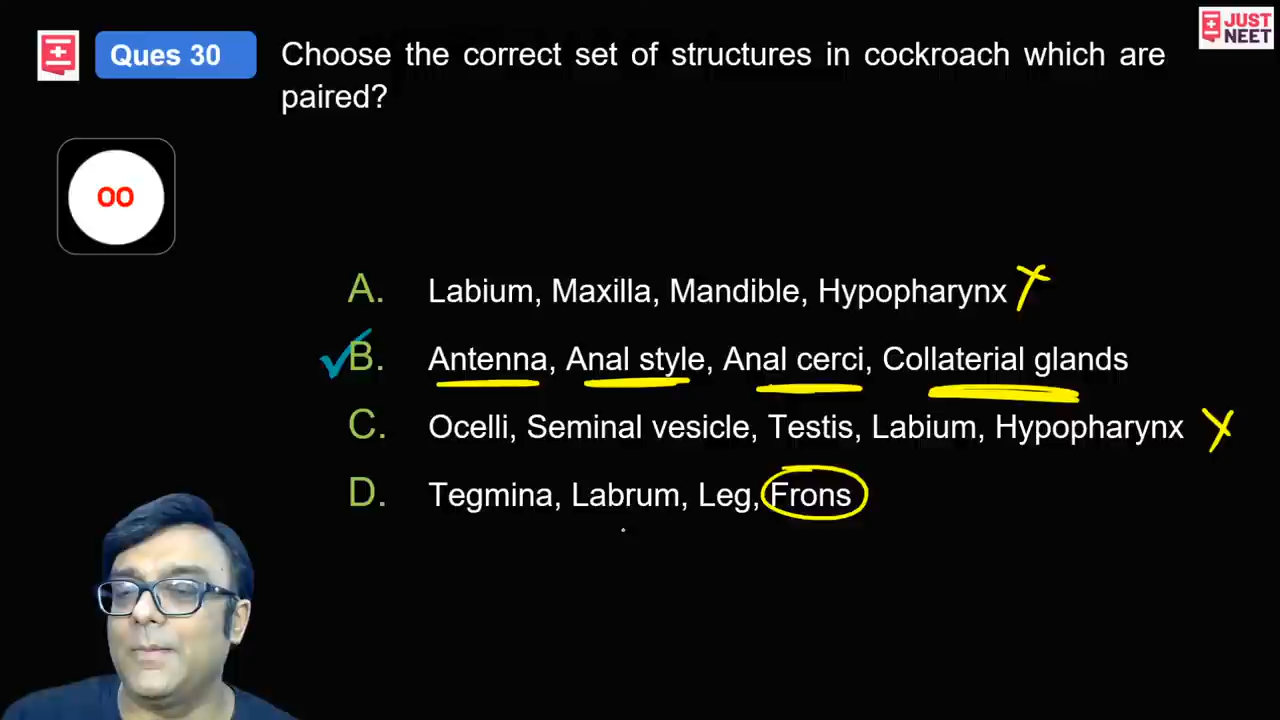 JUST
NEET
Ques 30
Choose the correct set of structures in cockroach which are
paired?
00
A. Labium, Maxilla, Mandible, Hypopharynx
B. Antenna, Anal style, Anal cerci, Collaterial glands
C. Ocelli, Seminal vesicle, Testis, Labium, Hypopharynx
D. Tegmina, Labrum, Leg, Frons